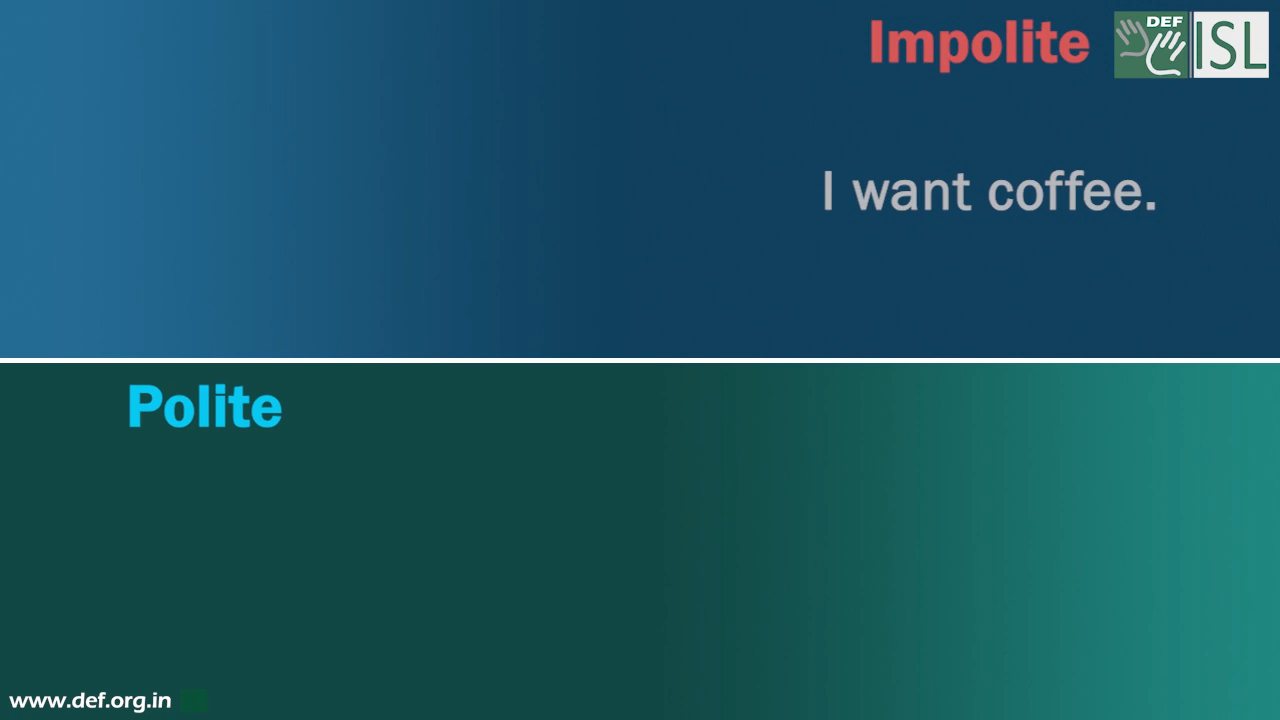 Impolite
DEF
ISL
I want coffee.
Polite
www.def.org.in